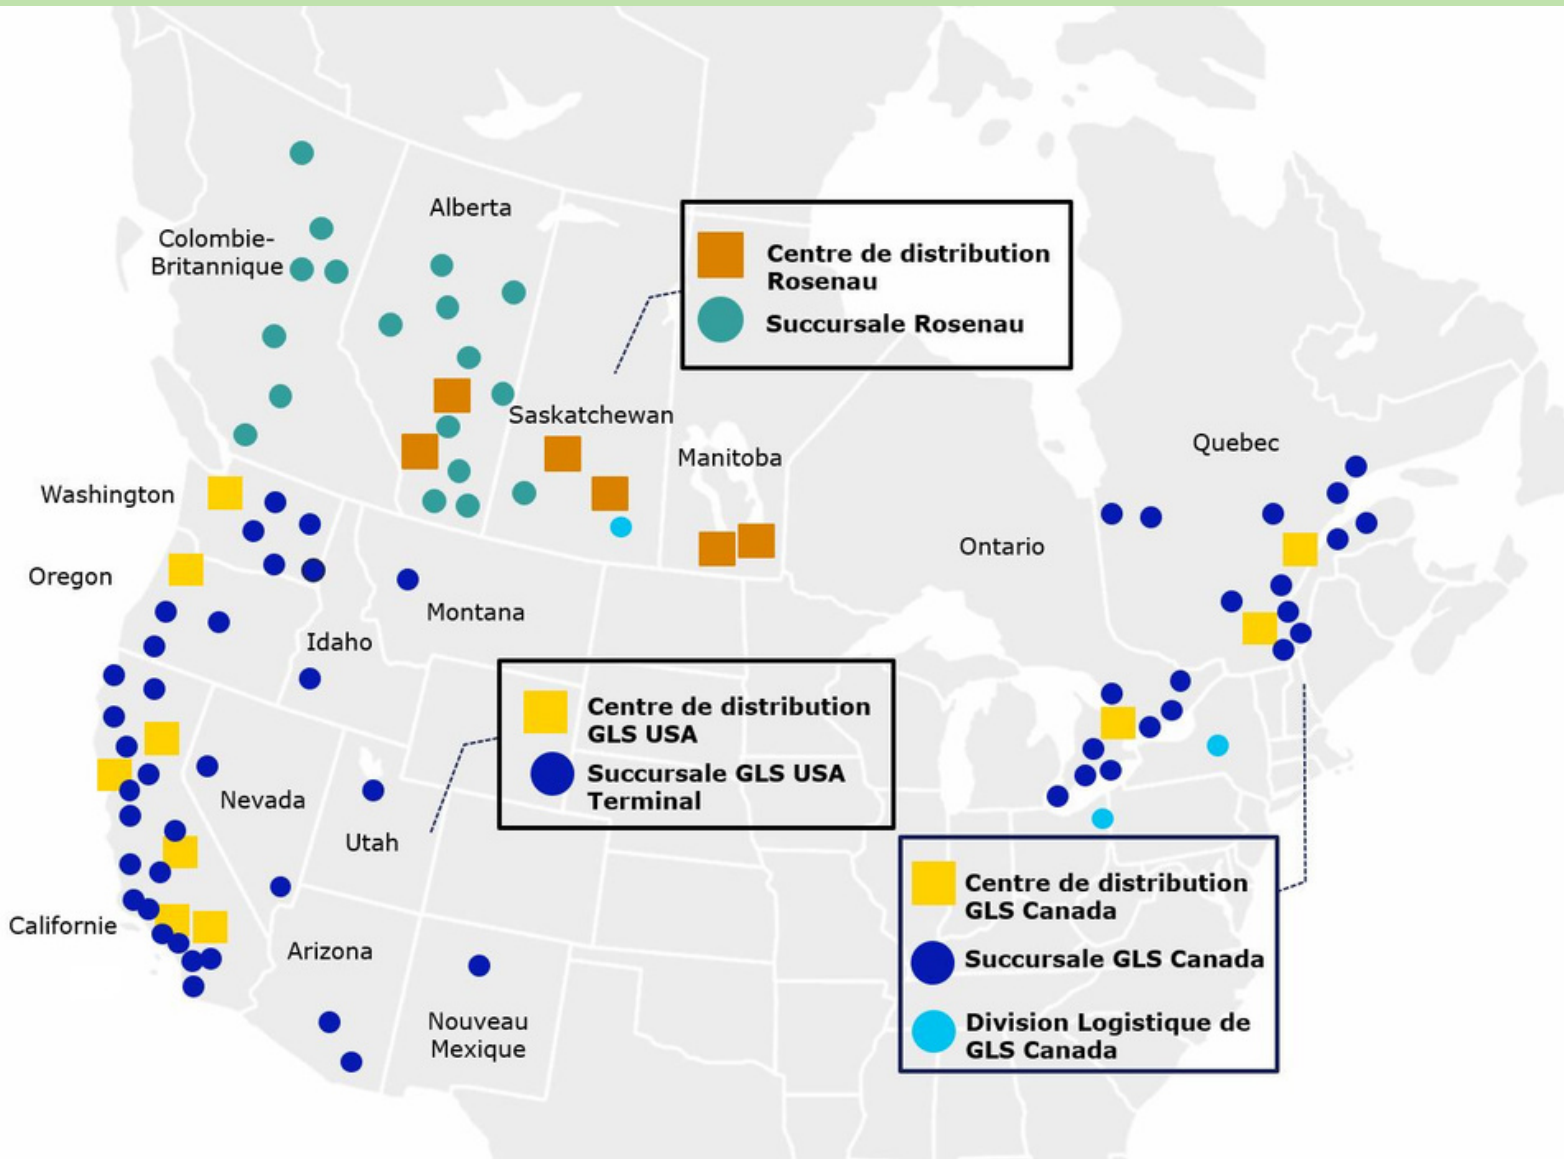 Alberta
Colombie-
Britannique
Centre de distribution
Rosenau
Succursale Rosenau
Saskatchewan
Manitoba
Quebec
Washington
Ontario
Oregon
Montana
Idaho
Centre de distribution
GLS USA
Succursale GLS USA
Terminal
Nevada
Utah
Centre de distribution
GLS Canada
Succursale GLS Canada
Division Logistique de
GLS Canada
Californie
Arizona
Nouveau
Mexique